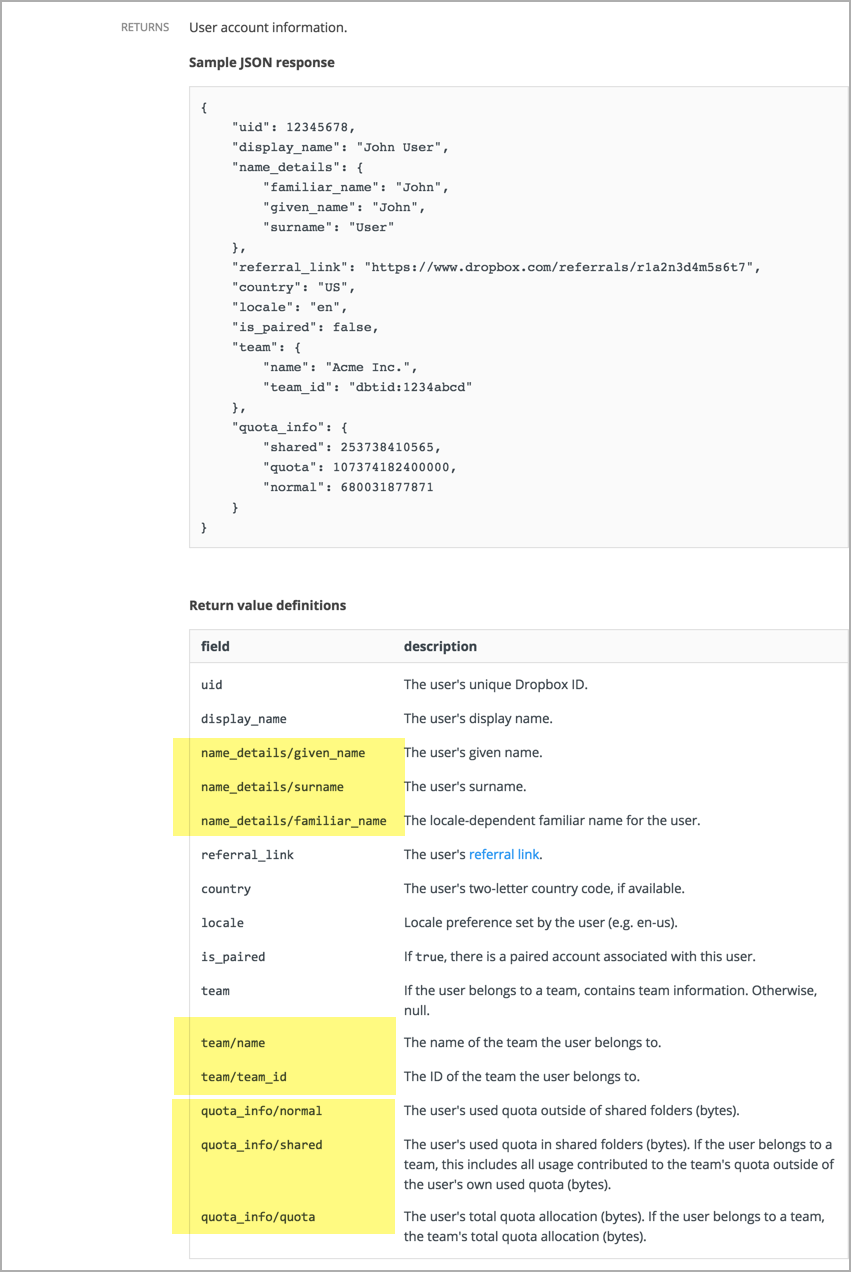 RETURNS User account information.
Sample JSON response
{
    "uid": 12345678,
    "display_name": "John User",
    "name_details": {
        "familiar_name": "John",
        "given_name": "John",
        "surname": "User"
    },
    "referral_link": "https://www.dropbox.com/referrals/r1a2n3d4m5s6t7",
    "country": "US",
    "locale": "en",
    "is_paired": false,
    "team": {
        "name": "Acme Inc.",
        "team_id": "dbtid:1234abcd"
    },
    "quota_info": {
        "shared": 253738410565,
        "quota": 107374182400000,
        "normal": 680031877871
    }
}
Return value definitions
field description
uid The user's unique Dropbox ID.
display_name The user's display name.
name_details/given_name The user's given name.
name_details/surname The user's surname.
name_details/familiar_name The locale-dependent familiar name for the user.
referral_link The user's referral link.
country The user's two-letter country code, if available.
locale Locale preference set by the user (e.g. en-us).
is_paired If true, there is a paired account associated with this user.
team If the user belongs to a team, contains team information. Otherwise,
null.
team/name The name of the team the user belongs to.
team/team_id The ID of the team the user belongs to.
quota_info/normal The user's used quota outside of shared folders (bytes).
quota_info/shared The user's used quota in shared folders (bytes). If the user belongs to a
team, this includes all usage contributed to the team's quota outside of
the user's own used quota (bytes).
quota_info/quota The user's total quota allocation (bytes). If the user belongs to a team,
the team's total quota allocation (bytes).